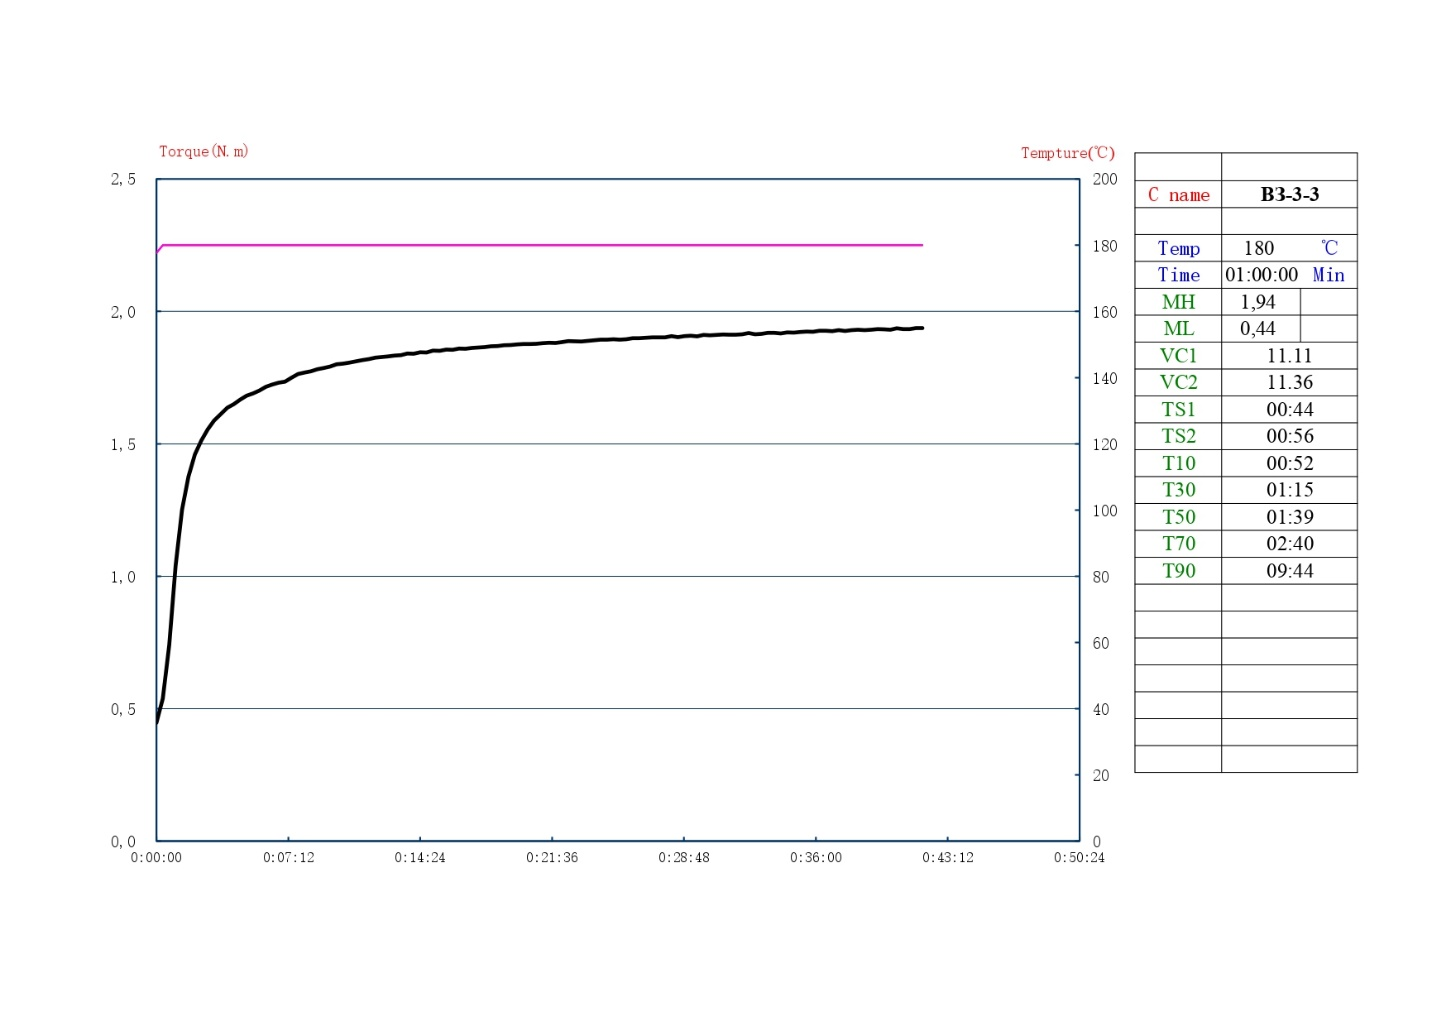 Torque(N.m)
Tempture(℃)
2,5
2,0
1,5
1,0
0,5
0,0
200
180
160
140
120
100
80
60
40
20
0
0:00:00 0:07:12 0:14:24 0:21:36 0:28:48 0:36:00 0:43:12 0:50:24
C name ВЗ-3-3
Temp 180 ℃
Time 01:00:00 Min
MH 1,94
ML 0,44
VC1 11.11
VC2 11.36
TS1 00:44
TS2 00:56
T10 00:52
T30 01:15
T50 01:39
T70 02:40
T90 09:44